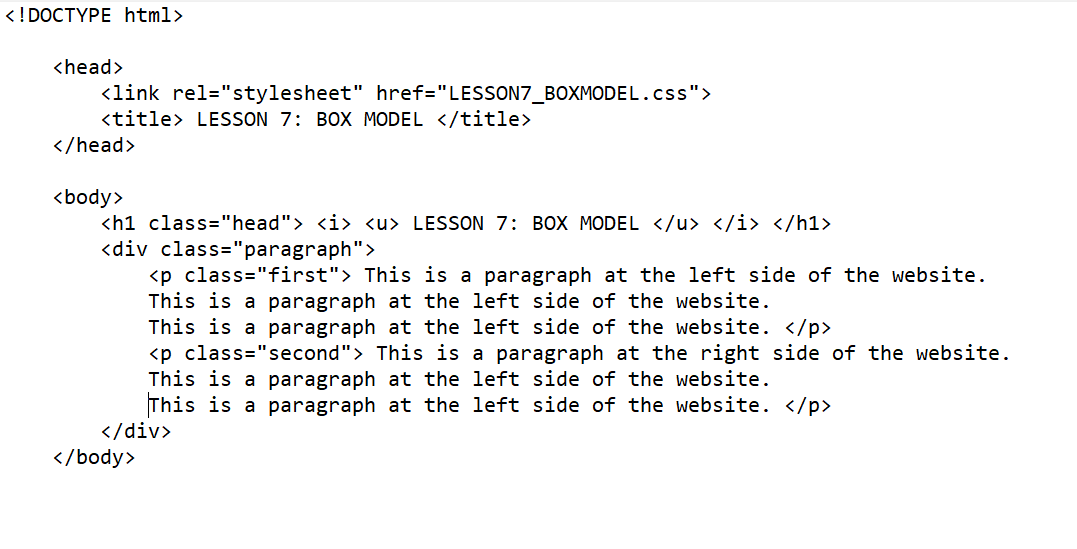 <!DOCTYPE html>
<head>
<link rel="stylesheet" href="LESSON7_BOXMODEL.css">
<title> LESSON 7: BOX MODEL </title>
</head>
<body>
<h1 class="head"> <i> <u> LESSON 7: BOX MODEL </u> </i> </h1>
<div class="paragraph">
<p class="first"> This is a paragraph at the left side of the website.
This is a paragraph at the left side of the website.
This is a paragraph at the left side of the website. </p>
<p class="second"> This is a paragraph at the right side of the website.
This is a paragraph at the left side of the website.
This is a paragraph at the left side of the website. </p>
</div>
</body>